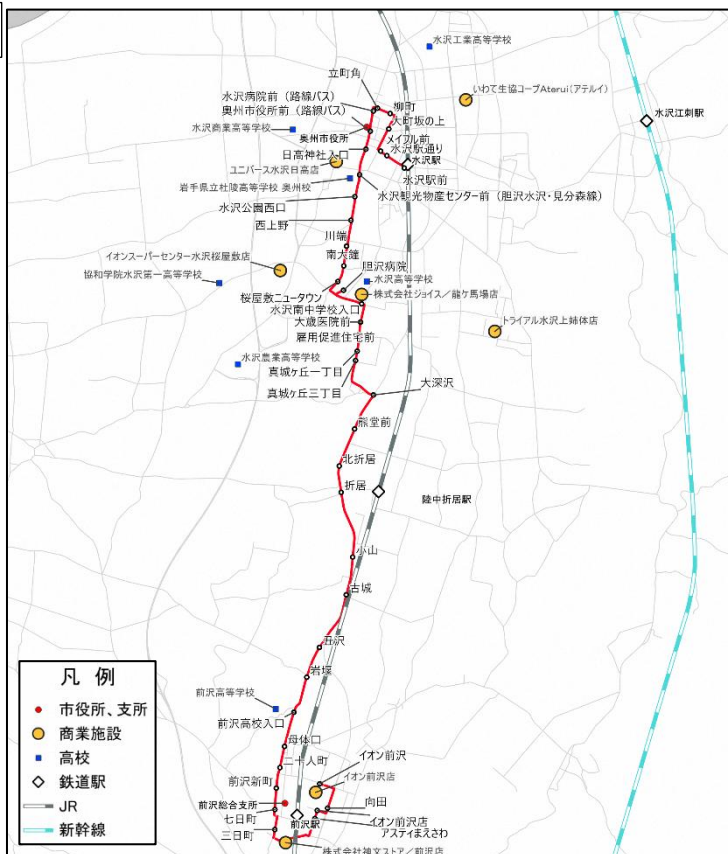 水沢工業高等学校
立町角
いわて生協コープAterui(アテルイ)
水沢病院前（路線バス）
柳町
奥州市役所前（路線バス）
大町坂の上
水沢江刺駅
水沢商業高等学校
奥州市役所
メイプル前
日高神社入口
水沢駅通り
水沢駅
ユニバース水沢日高店
水沢駅前
岩手県立杜陵高等学校 奥州校
水沢観光物産センター前（胆沢水沢・見分森線）
水沢公園西口
西上野
川端
南大鐘
イオンスーパーセンター水沢桜屋敷店
胆沢病院
協和学院水沢第一高等学校
水沢高等学校
桜屋敷ニュータウン
株式会社ジョイス／龍ケ馬場店
水沢南中学校入口
大歳医院前
トライアル水沢上姉体店
雇用促進住宅前
水沢農業高等学校
真城ヶ丘一丁目
大深沢
真城ヶ丘三丁目
熊堂前
北折居
折居
陸中折居駅
小山
古城
五沢
岩堰
前沢高等学校
前沢高校入口
母体口
二十人町
イオン前沢
前沢新町
イオン前沢店
前沢総合支所
向田
七日町
前沢駅
イオン前沢店
アスティまえさわ
三日町
株式会社神文ストア／前沢店
凡 例
市役所、支所
商業施設
高校
鉄道駅
JR
新幹線